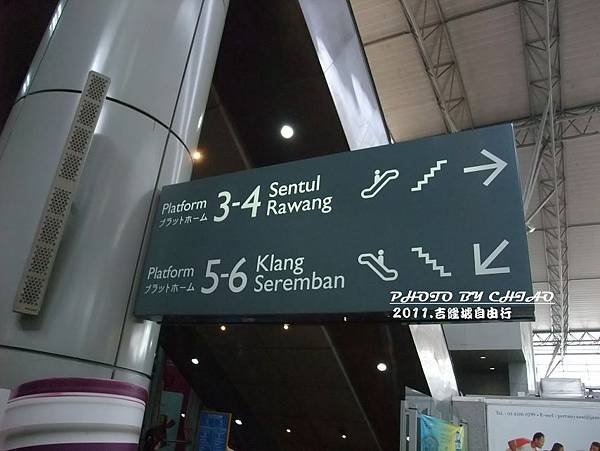 Platform
プラットホーム
3-4
Sentul
Rawang
Platform
プラットホーム
5-6
Klang
Seremban
PHOTO BY CHIAO
2011.吉隆坡自由行